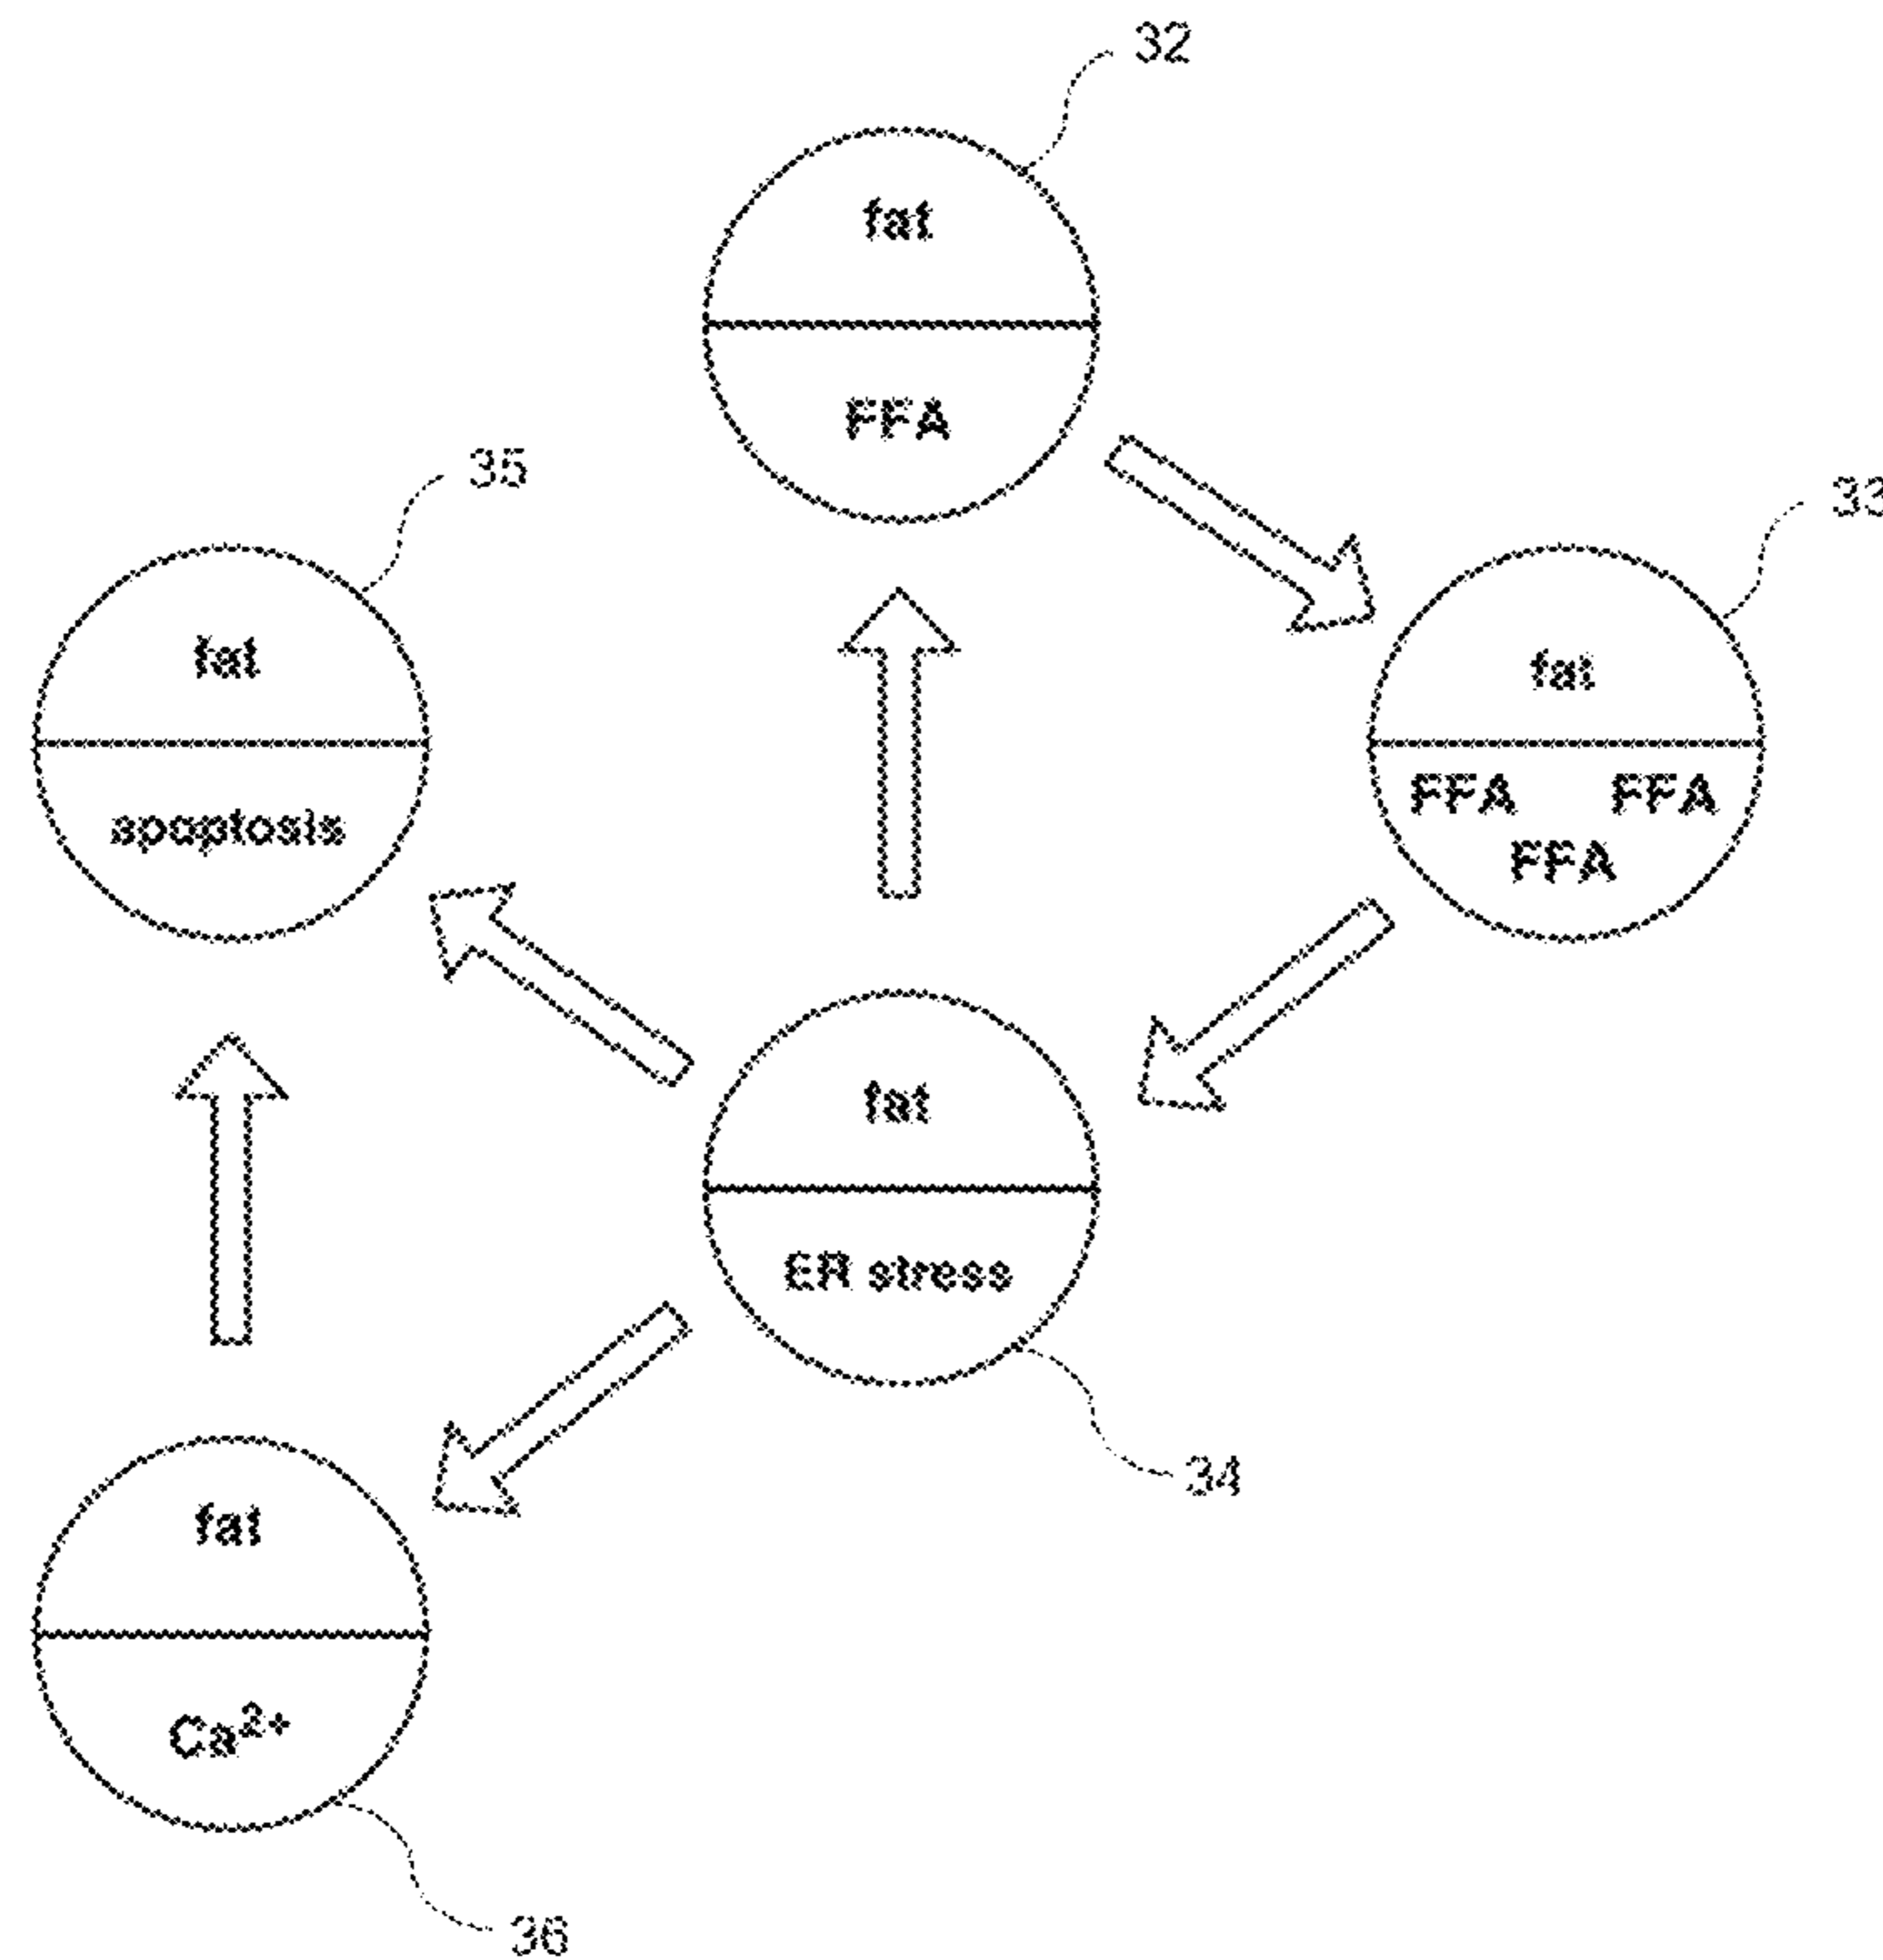 32
fat
FFA
35
33
fat
apoptosis
fat
FFA FFA
FFA
fat
ER stress
34
fat
Ca²⁺
36